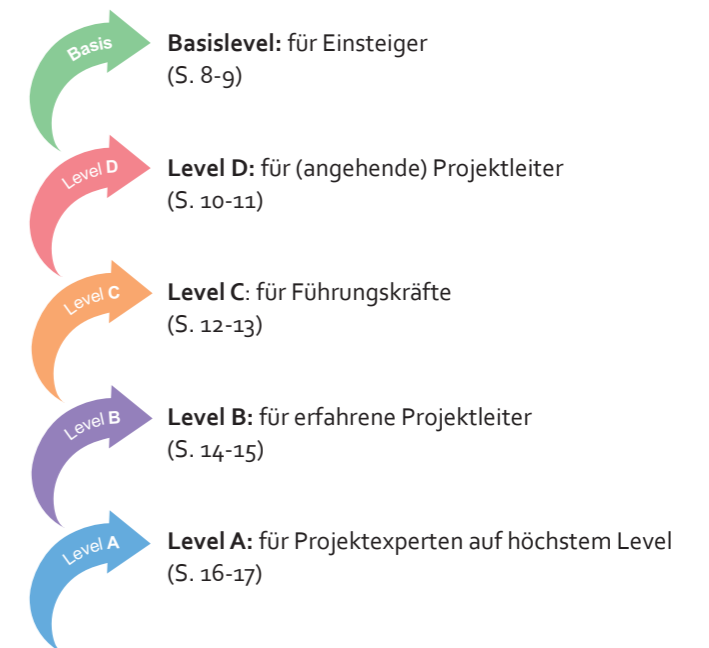 Basis
Basislevel: für Einsteiger
(S. 8-9)
Level D
Level D: für (angehende) Projektleiter
(S. 10-11)
Level C
Level C: für Führungskräfte
(S. 12-13)
Level B
Level B: für erfahrene Projektleiter
(S. 14-15)
Level A
Level A: für Projektexperten auf höchstem Level
(S. 16-17)